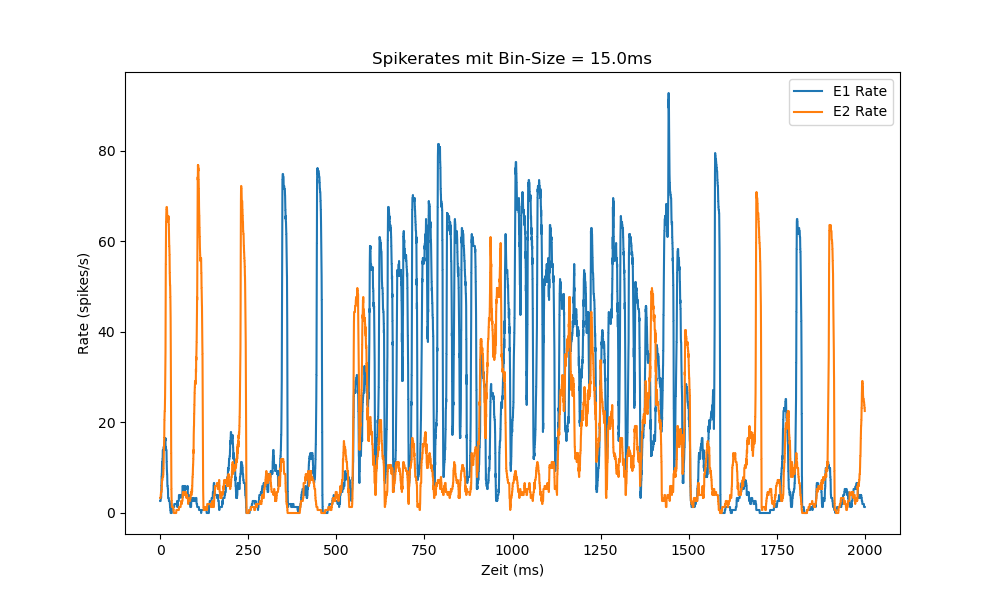 Spikerates mit Bin-Size = 15.0ms
E1 Rate
E2 Rate
Rate (spikes/s)
80
60
40
20
0
0 250 500 750 1000 1250 1500 1750 2000
Zeit (ms)